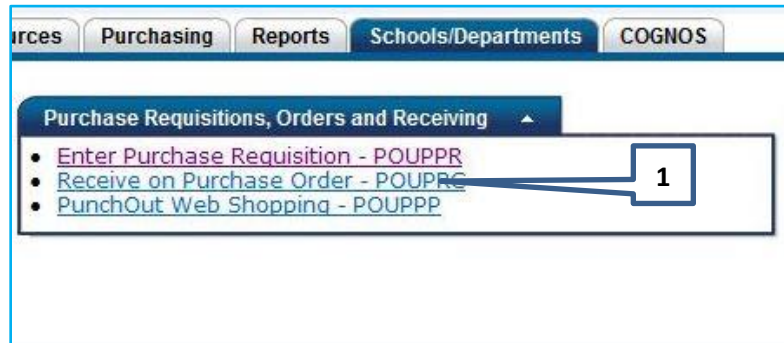 urces Purchasing Reports Schools/Departments COGNOS
Purchase Requisitions, Orders and Receiving
Enter Purchase Requisition - POUPPR
Receive on Purchase Order - POUPRC
1
PunchOut Web Shopping - POUPPP